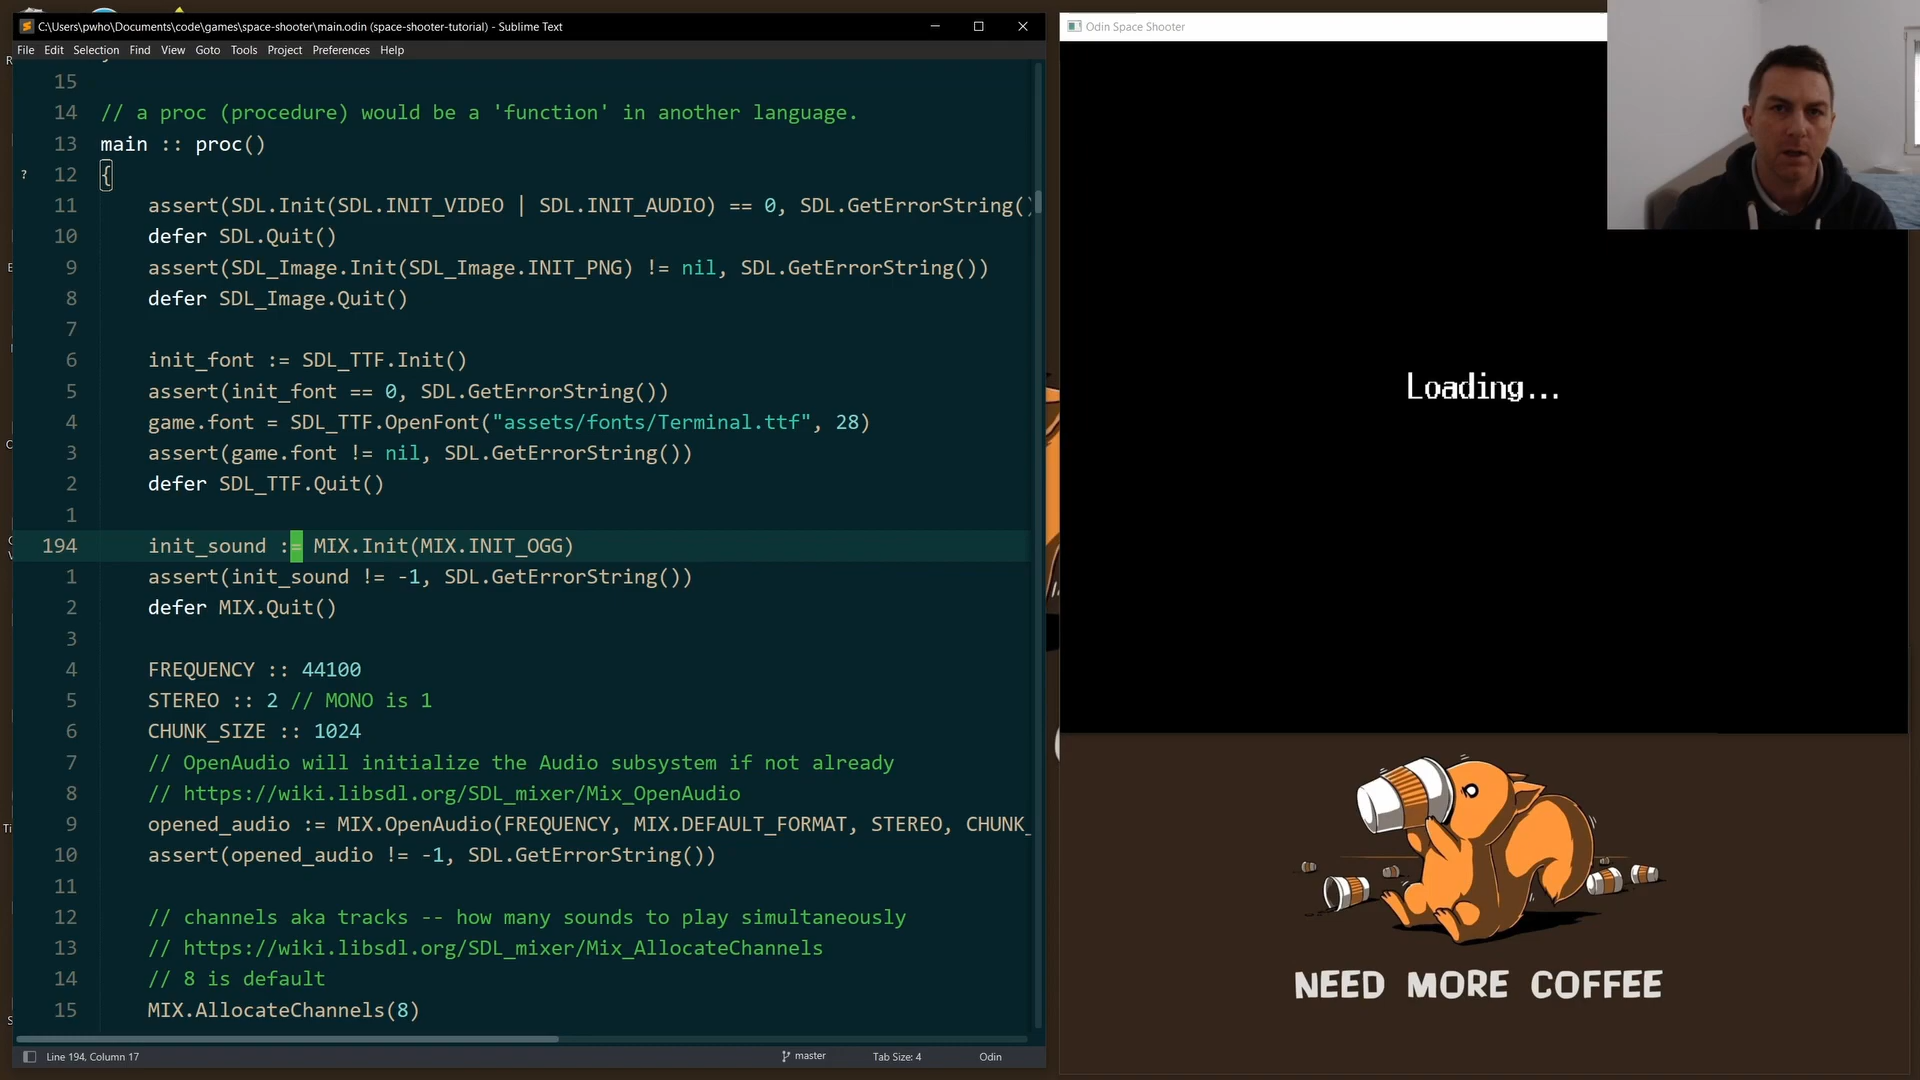 C:\Users\pwho\Documents\code\games\space-shooter\main.odin (space-shooter-tutorial) - Sublime Text
File Edit Selection Find View Goto Tools Project Preferences Help
15
14 // a proc (procedure) would be a 'function' in another language.
13 main :: proc()
? 12 {
11 assert(SDL.Init(SDL.INIT_VIDEO | SDL.INIT_AUDIO) == 0, SDL.GetErrorString()
10 defer SDL.Quit()
9 assert(SDL_Image.Init(SDL_Image.INIT_PNG) != nil, SDL.GetErrorString())
8 defer SDL_Image.Quit()
7
6 init_font := SDL_TTF.Init()
5 assert(init_font == 0, SDL.GetErrorString())
4 game.font = SDL_TTF.OpenFont("assets/fonts/Terminal.ttf", 28)
3 assert(game.font != nil, SDL.GetErrorString())
2 defer SDL_TTF.Quit()
1
194 init_sound := MIX.Init(MIX.INIT_OGG)
1 assert(init_sound != -1, SDL.GetErrorString())
2 defer MIX.Quit()
3
4 FREQUENCY :: 44100
5 STEREO :: 2 // MONO is 1
6 CHUNK_SIZE :: 1024
7 // OpenAudio will initialize the Audio subsystem if not already
8 // https://wiki.libsdl.org/SDL_mixer/Mix_OpenAudio
9 opened_audio := MIX.OpenAudio(FREQUENCY, MIX.DEFAULT_FORMAT, STEREO, CHUNK_
10 assert(opened_audio != -1, SDL.GetErrorString())
11
12 // channels aka tracks -- how many sounds to play simultaneously
13 // https://wiki.libsdl.org/SDL_mixer/Mix_AllocateChannels
14 // 8 is default
15 MIX.AllocateChannels(8)
Line 194, Column 17 master Tab Size: 4 Odin
Odin Space Shooter
Loading...
NEED MORE COFFEE